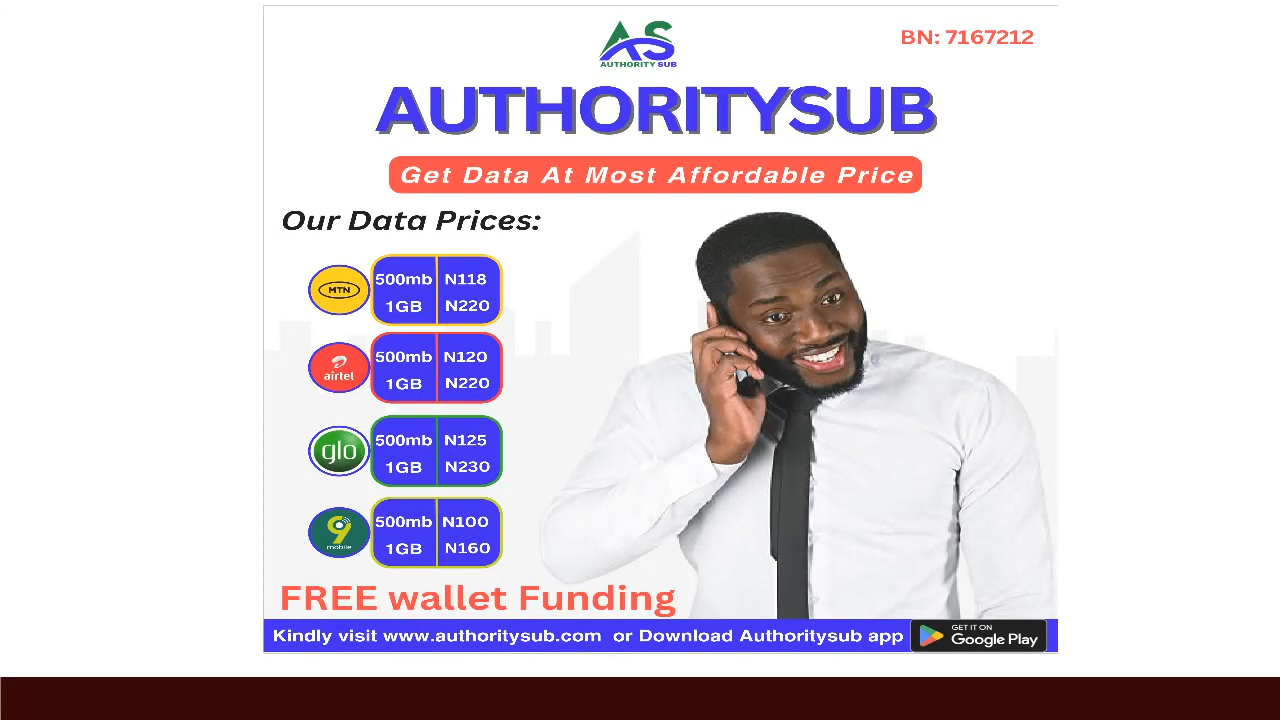 AS
AUTHORITY SUB
BN: 7167212
AUTHORITYSUB
Get Data At Most Affordable Price
Our Data Prices:
MTN
500mb N118
1GB N220
airtel
500mb N120
1GB N220
glo
500mb N125
1GB N230
9
mobile
500mb N100
1GB N160
FREE wallet Funding
Kindly visit www.authoritysub.com or Download Authoritysub app
GET IT ON
Google Play